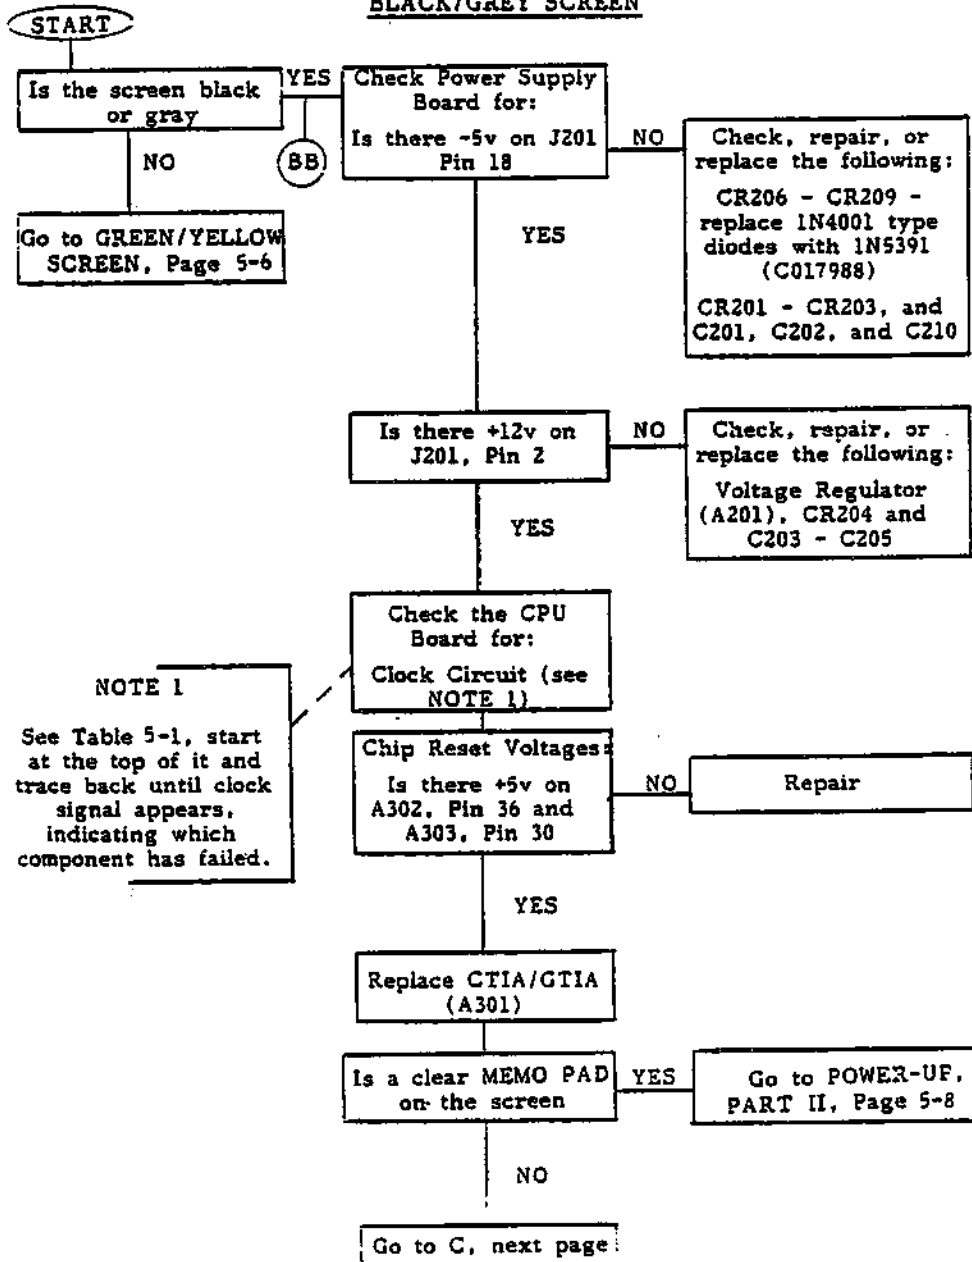 BLACK/GREY SCREEN
START
Is the screen black
or gray
YES
NO
BB
Go to GREEN/YELLOW
SCREEN, Page 5-6
Check Power Supply
Board for:
Is there -5v on J201
Pin 18
NO
YES
Check, repair, or
replace the following:
CR206 - CR209 -
replace 1N4001 type
diodes with 1N5391
(C017988)
CR201 - CR203, and
C201, C202, and C210
Is there +12v on
J201, Pin 2
NO
YES
Check, repair, or
replace the following:
Voltage Regulator
(A201), CR204 and
C203 - C205
Check the CPU
Board for:
Clock Circuit (see
NOTE 1)
NOTE 1
See Table 5-1, start
at the top of it and
trace back until clock
signal appears,
indicating which
component has failed.
Chip Reset Voltages:
Is there +5v on
A302, Pin 36 and
A303, Pin 30
NO
Repair
YES
Replace CTIA/GTIA
(A301)
Is a clear MEMO PAD
on the screen
YES
Go to POWER-UP,
PART II, Page 5-8
NO
Go to C, next page